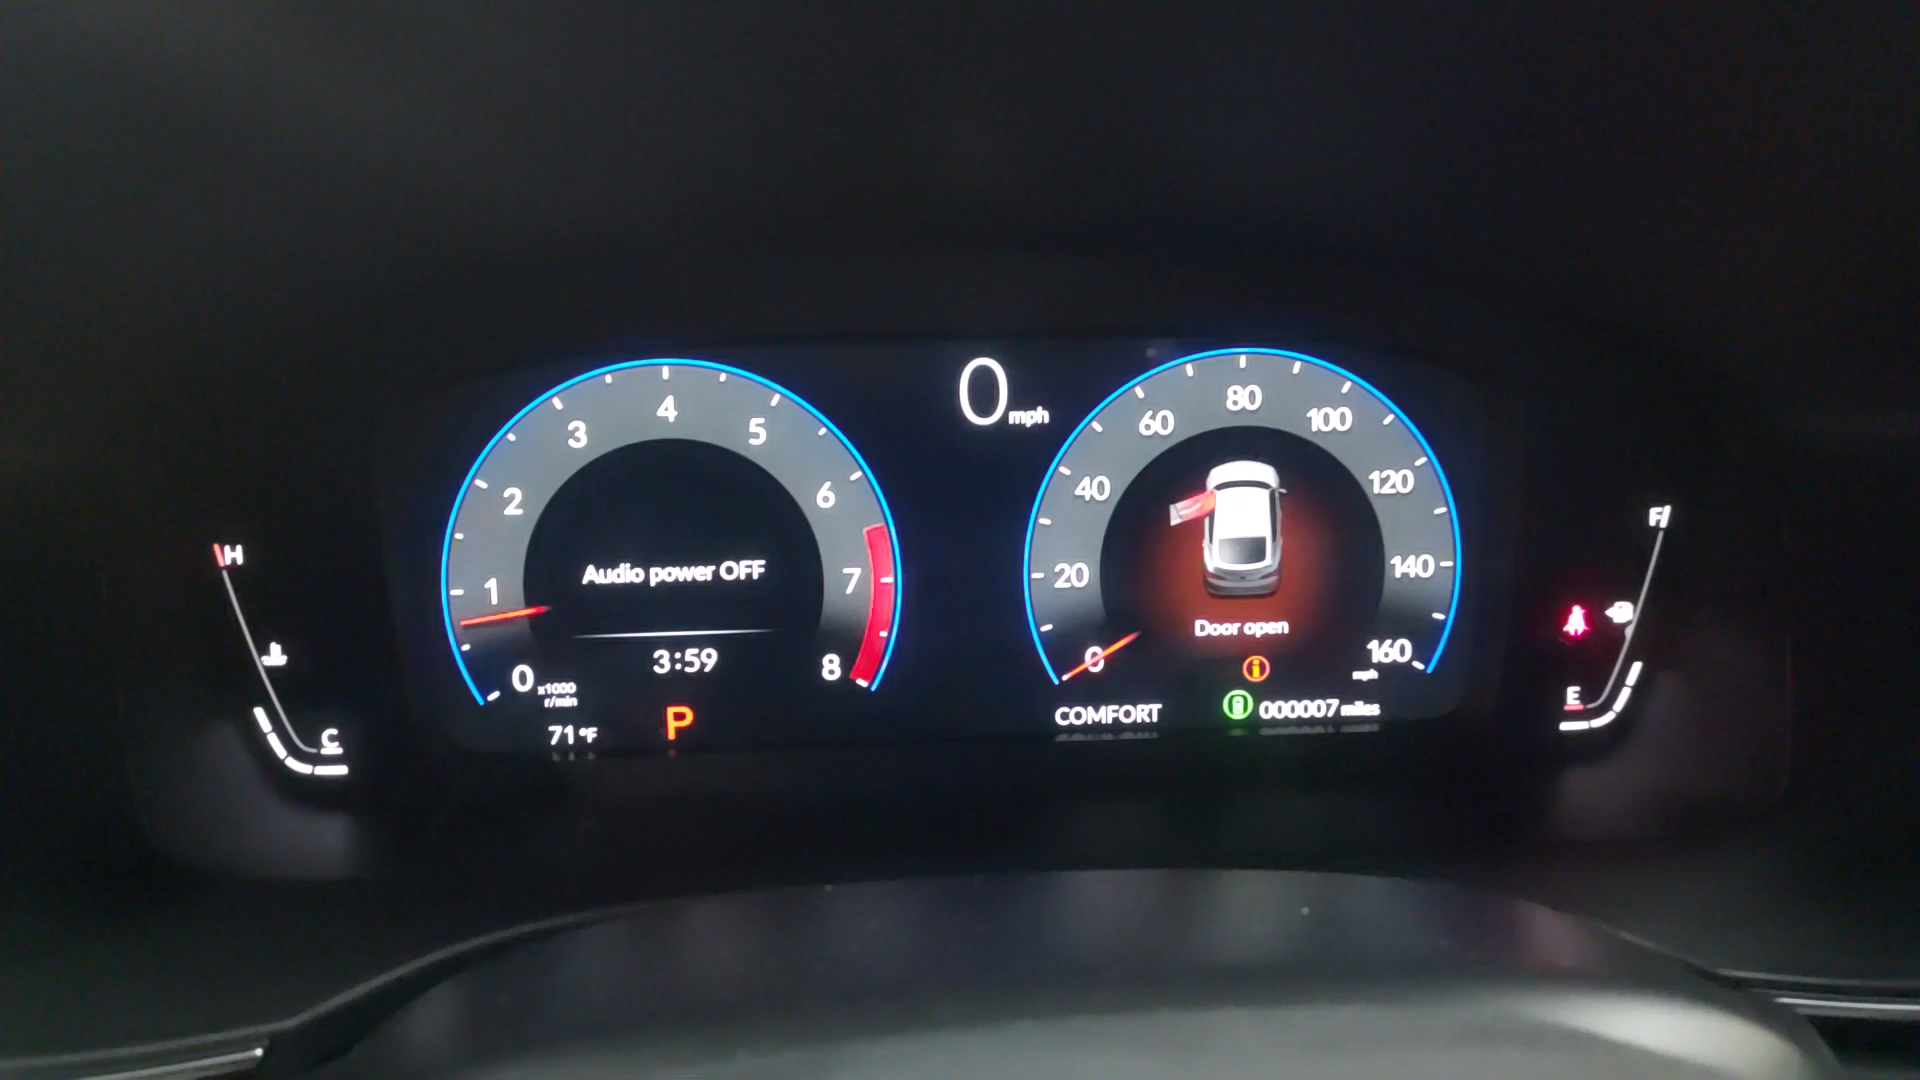 0 mph
4
80
3
5
60
100
2
6
40
120
H
F
1
Audio power OFF
7
20
140
0
x1000
r/min
3:59
8
0
Door open
160
mph
E
C
71°F
P
COMFORT
000007 miles